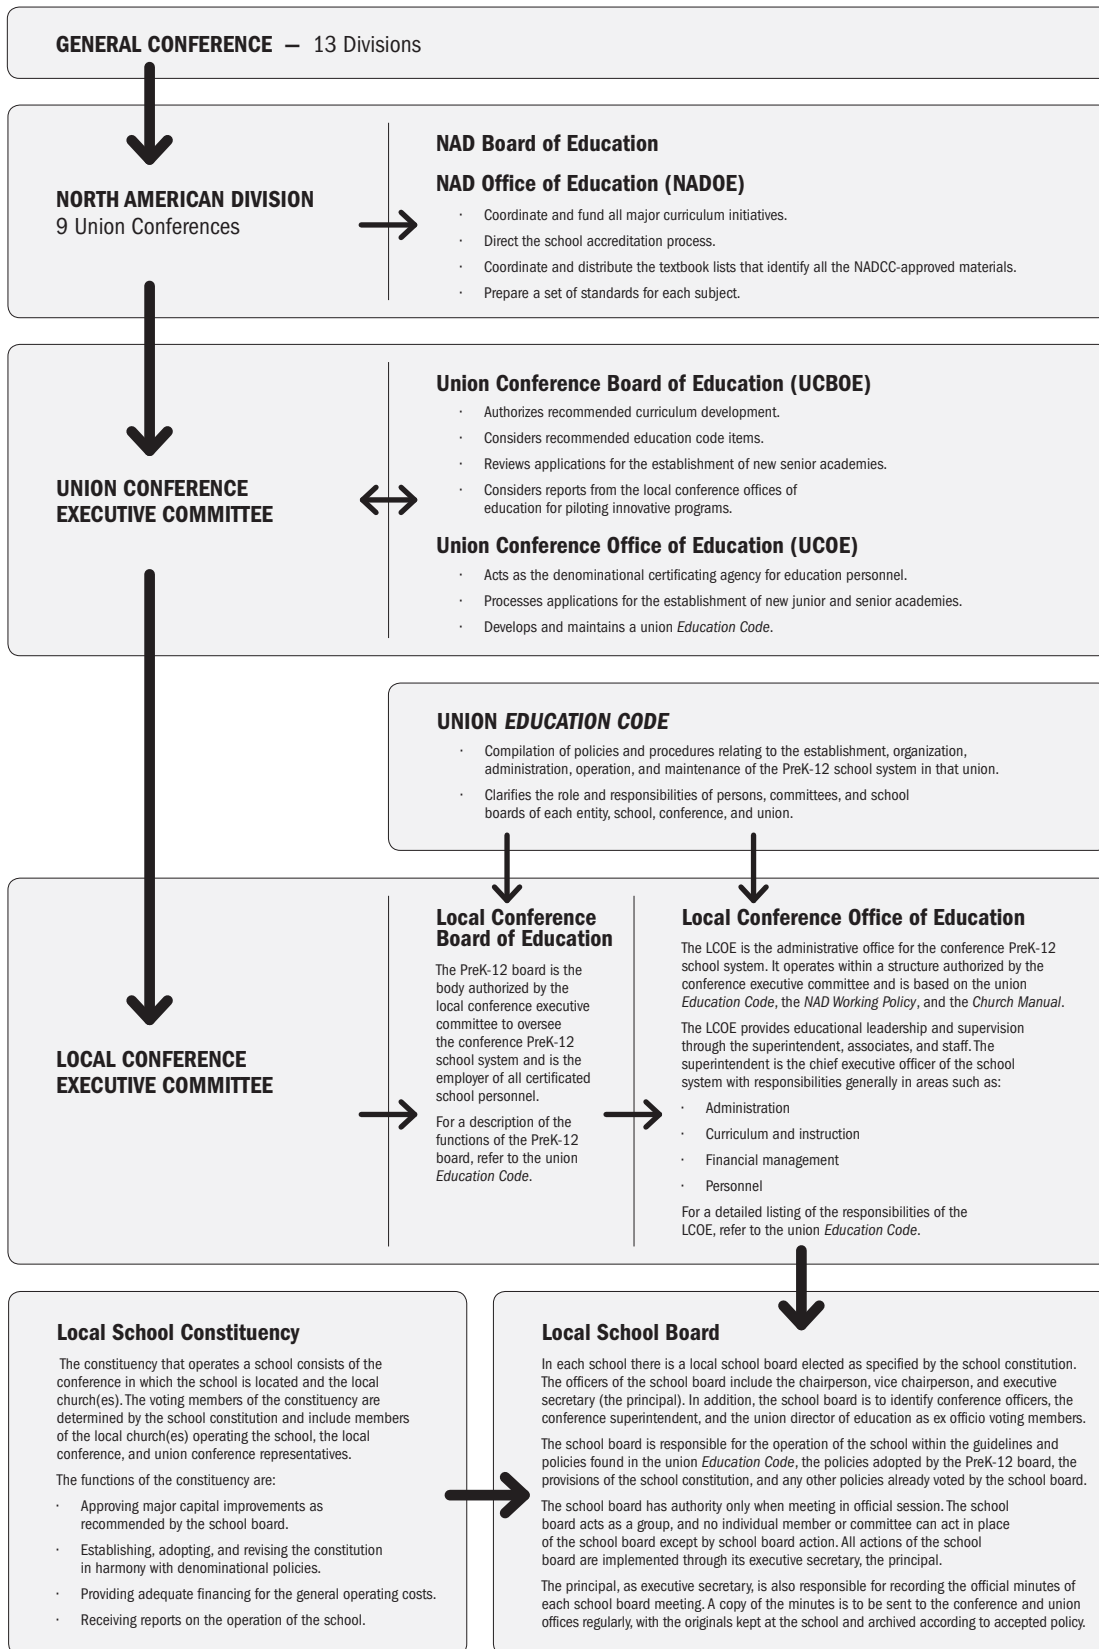 GENERAL CONFERENCE — 13 Divisions
NORTH AMERICAN DIVISION
9 Union Conferences
NAD Board of Education
NAD Office of Education (NADOE)
· Coordinate and fund all major curriculum initiatives.
· Direct the school accreditation process.
· Coordinate and distribute the textbook lists that identify all the NADCC-approved materials.
· Prepare a set of standards for each subject.
UNION CONFERENCE
EXECUTIVE COMMITTEE
Union Conference Board of Education (UCBOE)
· Authorizes recommended curriculum development.
· Considers recommended education code items.
· Reviews applications for the establishment of new senior academies.
· Considers reports from the local conference offices of
education for piloting innovative programs.
Union Conference Office of Education (UCOE)
· Acts as the denominational certificating agency for education personnel.
· Processes applications for the establishment of new junior and senior academies.
· Develops and maintains a union Education Code.
UNION EDUCATION CODE
· Compilation of policies and procedures relating to the establishment, organization,
administration, operation, and maintenance of the PreK-12 school system in that union.
· Clarifies the role and responsibilities of persons, committees, and school
boards of each entity, school, conference, and union.
LOCAL CONFERENCE
EXECUTIVE COMMITTEE
Local Conference
Board of Education
The PreK-12 board is the
body authorized by the
local conference executive
committee to oversee
the conference PreK-12
school system and is the
employer of all certificated
school personnel.
For a description of the
functions of the PreK-12
board, refer to the union
Education Code.
Local Conference Office of Education
The LCOE is the administrative office for the conference PreK-12
school system. It operates within a structure authorized by the
conference executive committee and is based on the union
Education Code, the NAD Working Policy, and the Church Manual.
The LCOE provides educational leadership and supervision
through the superintendent, associates, and staff. The
superintendent is the chief executive officer of the school
system with responsibilities generally in areas such as:
· Administration
· Curriculum and instruction
· Financial management
· Personnel
For a detailed listing of the responsibilities of the
LCOE, refer to the union Education Code.
Local School Constituency
The constituency that operates a school consists of the
conference in which the school is located and the local
church(es). The voting members of the constituency are
determined by the school constitution and include members
of the local church(es) operating the school, the local
conference, and union conference representatives.
The functions of the constituency are:
· Approving major capital improvements as
recommended by the school board.
· Establishing, adopting, and revising the constitution
in harmony with denominational policies.
· Providing adequate financing for the general operating costs.
· Receiving reports on the operation of the school.
Local School Board
In each school there is a local school board elected as specified by the school constitution.
The officers of the school board include the chairperson, vice chairperson, and executive
secretary (the principal). In addition, the school board is to identify conference officers, the
conference superintendent, and the union director of education as ex officio voting members.
The school board is responsible for the operation of the school within the guidelines and
policies found in the union Education Code, the policies adopted by the PreK-12 board, the
provisions of the school constitution, and any other policies already voted by the school board.
The school board has authority only when meeting in official session. The school
board acts as a group, and no individual member or committee can act in place
of the school board except by school board action. All actions of the school
board are implemented through its executive secretary, the principal.
The principal, as executive secretary, is also responsible for recording the official minutes of
each school board meeting. A copy of the minutes is to be sent to the conference and union
offices regularly, with the originals kept at the school and archived according to accepted policy.